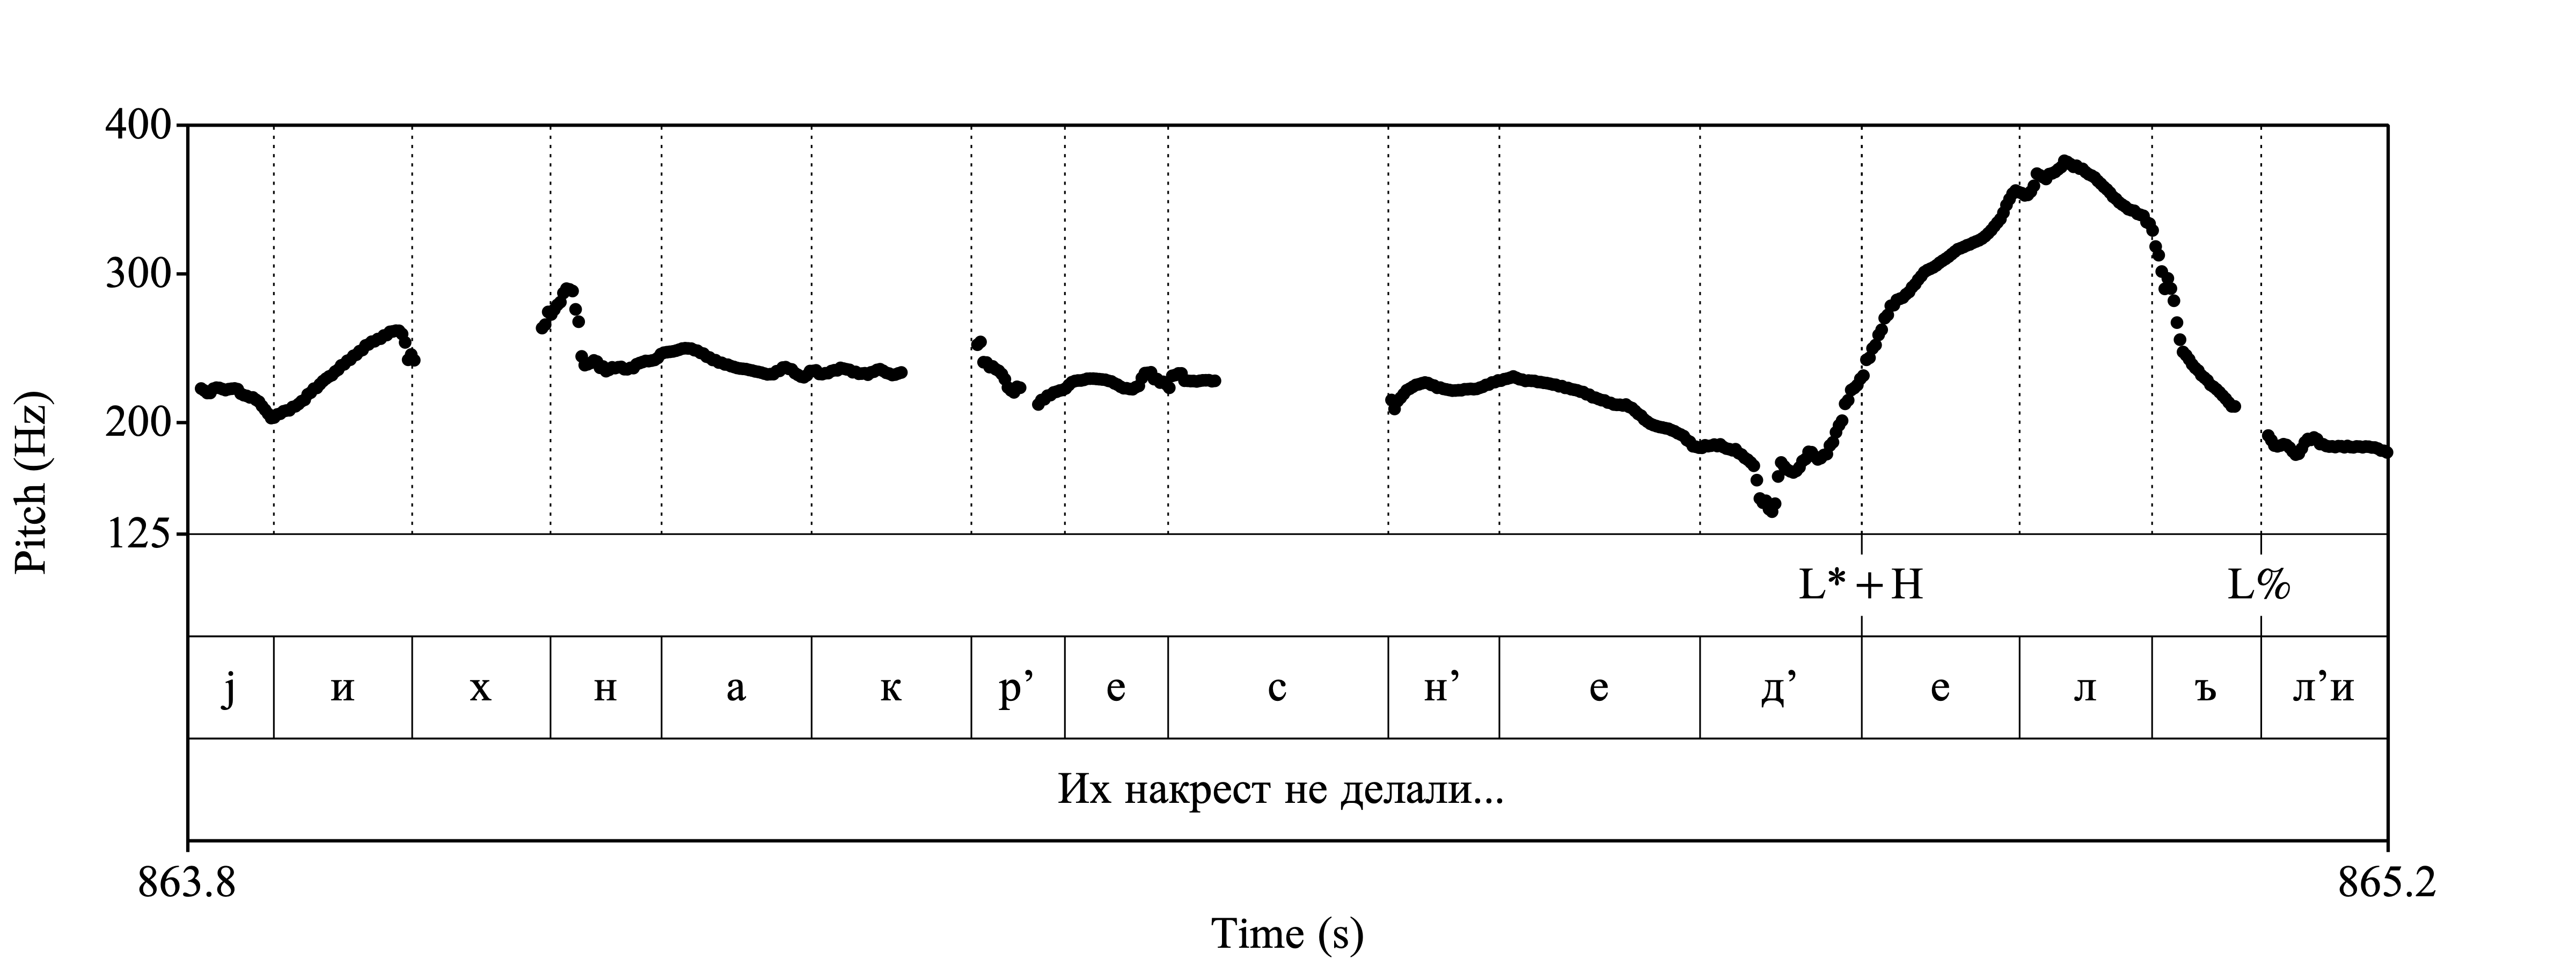 400
300
200
125
Pitch (Hz)
L* + H L%
ј и х н а к р’ е с н’ е д’ е л ъ л’и
Их накрест не делали...
863.8 865.2
Time (s)